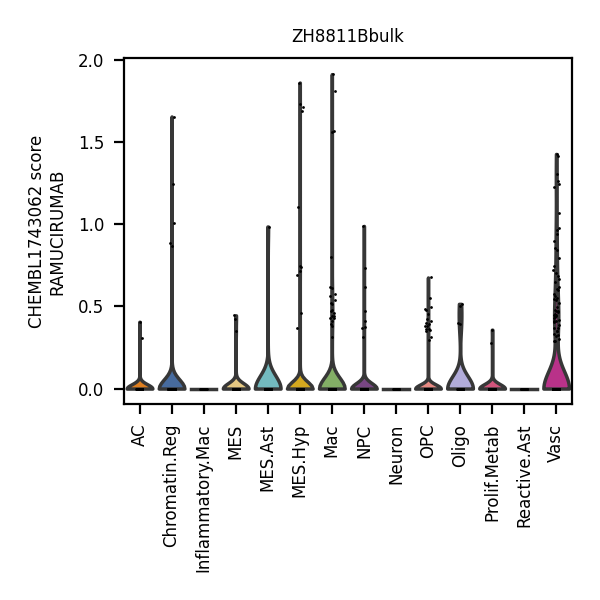 ZH8811Bbulk
CHEMBL1743062 score
RAMUCIRUMAB
2.0
1.5
1.0
0.5
0.0
AC
Chromatin.Reg
Inflammatory.Mac
MES
MES.Ast
MES.Hyp
Mac
NPC
Neuron
OPC
Oligo
Prolif.Metab
Reactive.Ast
Vasc